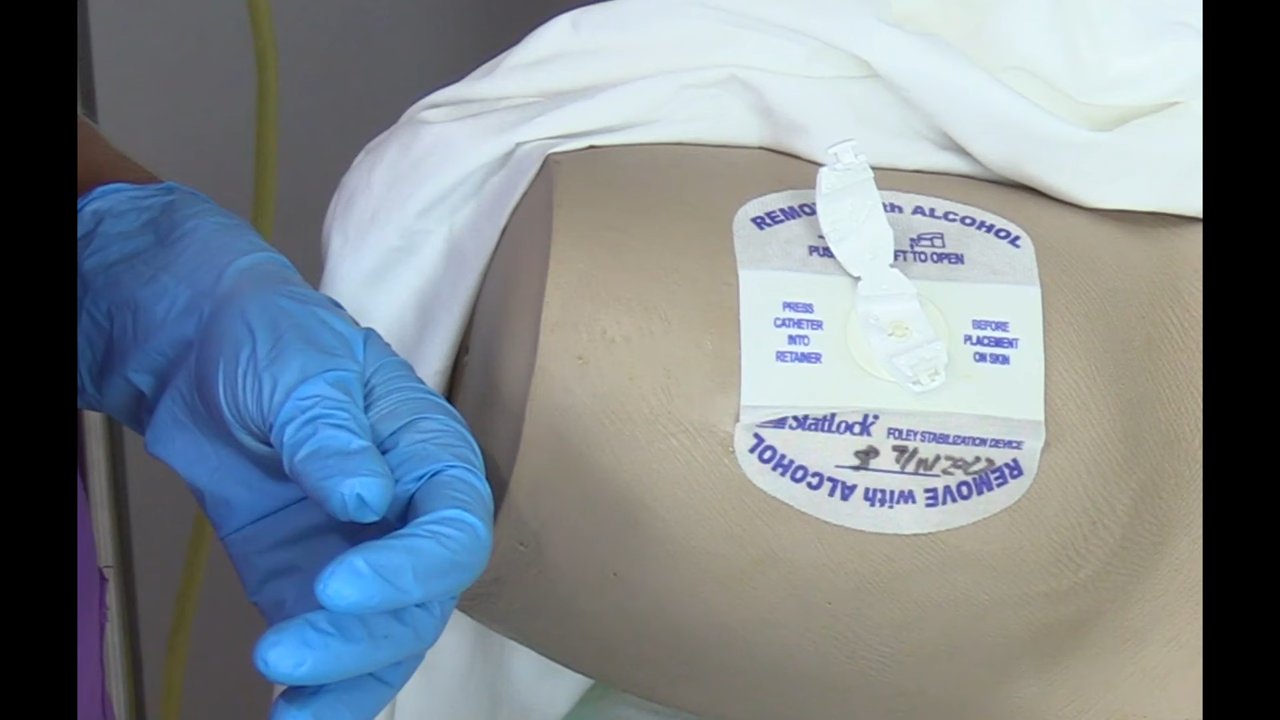 REMO th ALCOHOL
PUS FT TO OPEN
PRESS
CATHETER
INTO
RETAINER
BEFORE
PLACEMENT
ON SKIN
StatLock FOLEY STABILIZATION DEVICE
REMOVE with ALCOHOL